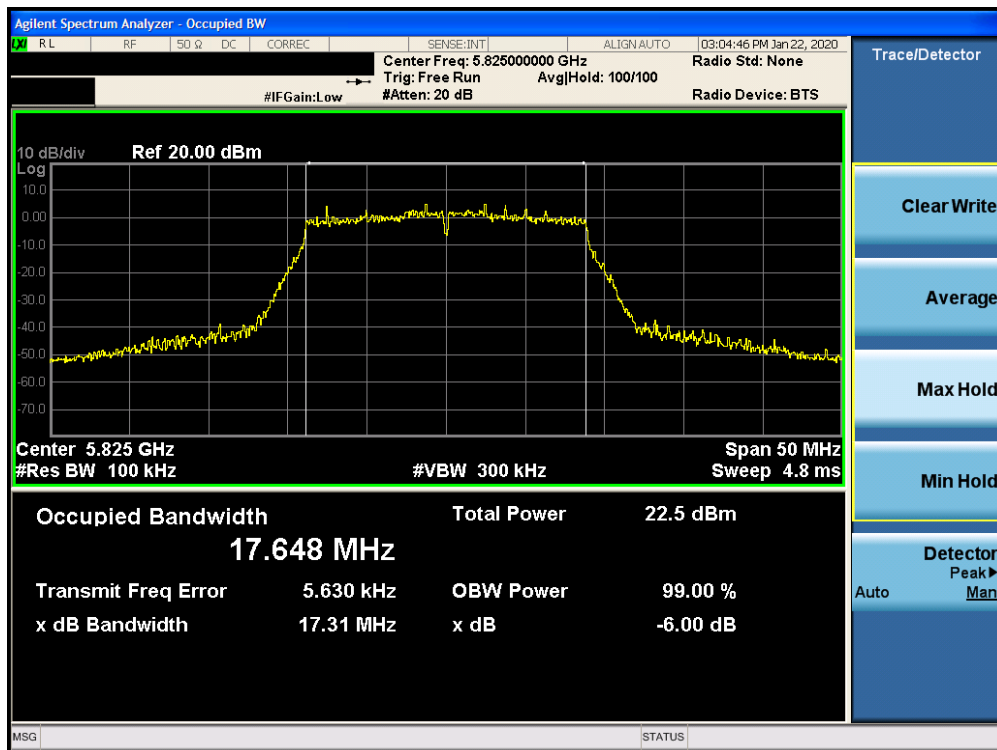 Agilent Spectrum Analyzer - Occupied BW
LXI RL RF 50 Ω DC CORREC SENSE:INT ALIGN AUTO 03:04:46 PM Jan 22, 2020
Center Freq: 5.825000000 GHz Radio Std: None
Trig: Free Run Avg|Hold: 100/100
#IFGain:Low #Atten: 20 dB Radio Device: BTS
10 dB/div Ref 20.00 dBm
Log
10.0
0.00
-10.0
-20.0
-30.0
-40.0
-50.0
-60.0
-70.0
Center 5.825 GHz Span 50 MHz
#Res BW 100 kHz #VBW 300 kHz Sweep 4.8 ms
Occupied Bandwidth Total Power 22.5 dBm
17.648 MHz
Transmit Freq Error 5.630 kHz OBW Power 99.00 %
x dB Bandwidth 17.31 MHz x dB -6.00 dB
Trace/Detector
Clear Write
Average
Max Hold
Min Hold
Detector
Peak▶
Auto Man
MSG STATUS